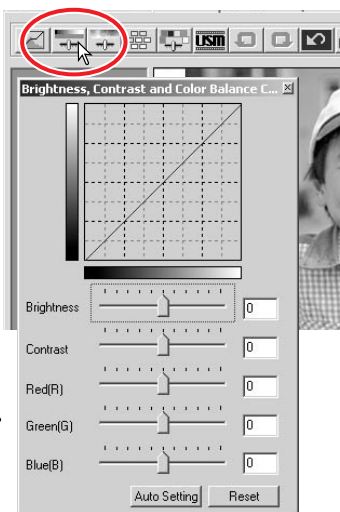 USM
Brightness, Contrast and Color Balance C...
Brightness 0
Contrast 0
Red(R) 0
Green(G) 0
Blue(B) 0
Auto Setting Reset